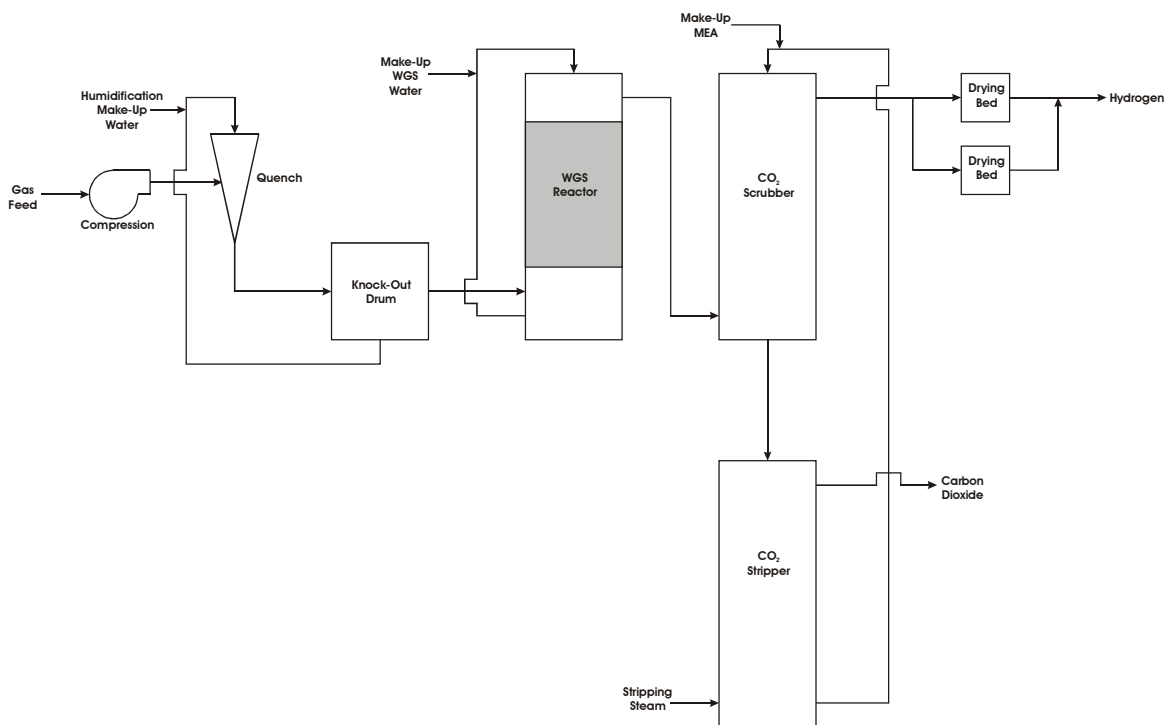 Make-Up
MEA
Make-Up
WGS
Water
Humidification
Make-Up
Water
Drying
Bed
Hydrogen
Gas
Feed
Compression
Quench
WGS
Reactor
CO₂
Scrubber
Drying
Bed
Knock-Out
Drum
Carbon
Dioxide
CO₂
Stripper
Stripping
Steam